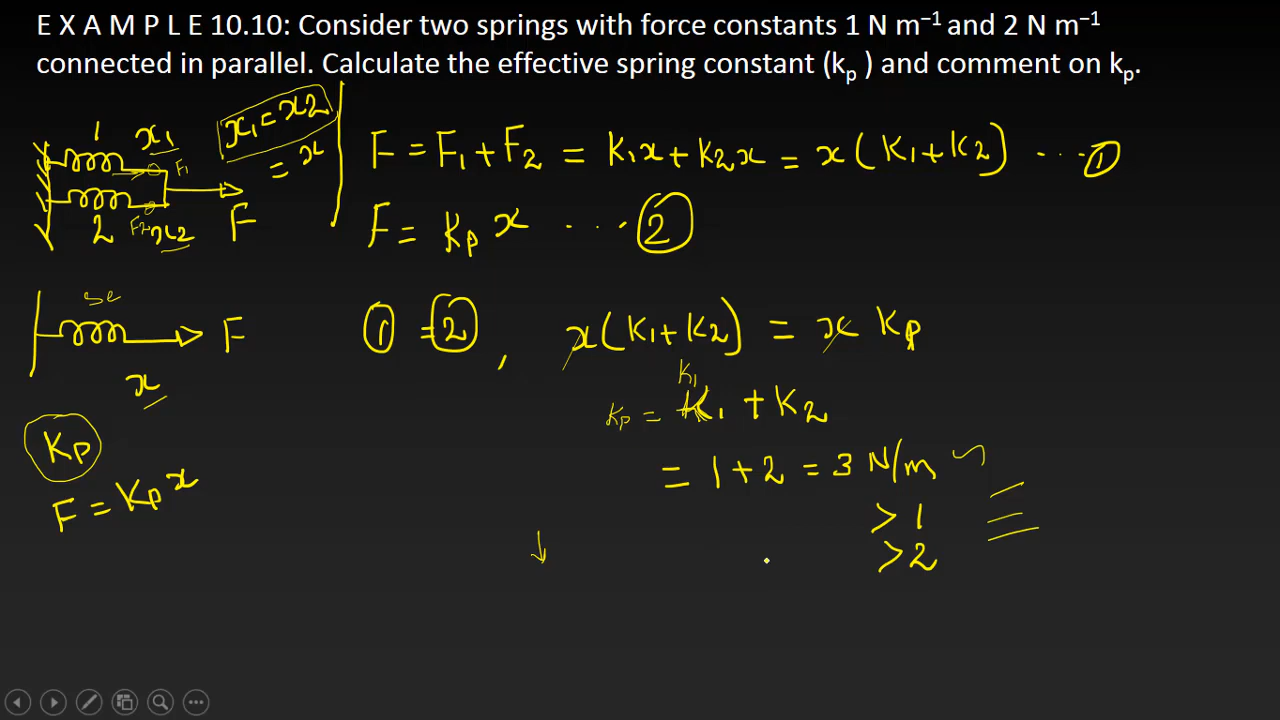 E X A M P L E 10.10: Consider two springs with force constants 1 N m⁻¹ and 2 N m⁻¹
connected in parallel. Calculate the effective spring constant (kₚ ) and comment on kₚ.
1 x1
x1 = x2
= x
F1
2 F2 x2 F
F = F1 + F2 = K1x + K2x = x(K1 + K2) ... ①
F = Kp x ... ②
F
x
Kp
F = Kp x
① = ② , x(K1 + K2) = x Kp
K1
Kp = K1 + K2
= 1 + 2 = 3 N/m
> 1
> 2